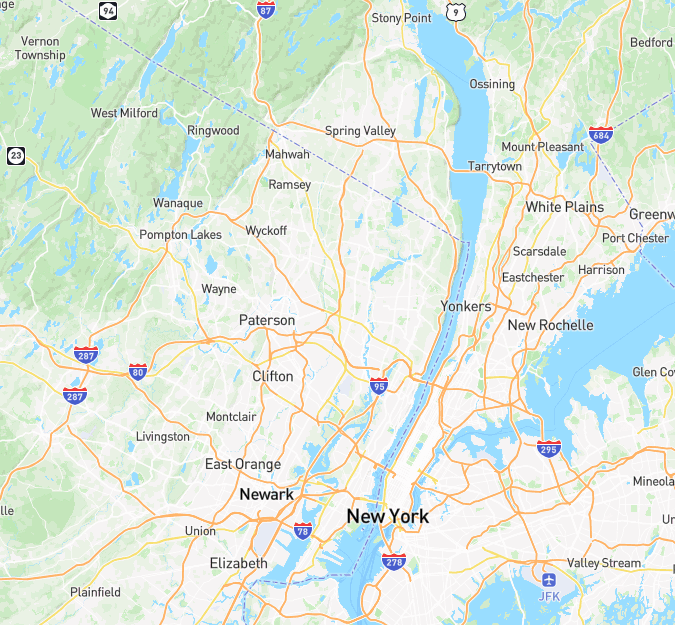 94
87
Stony Point
9
Vernon
Township
Bedford
Ossining
West Milford
Ringwood
Spring Valley
684
Mount Pleasant
23
Mahwah
Tarrytown
Ramsey
Wanaque
White Plains
Greenw
Pompton Lakes
Wyckoff
Port Chester
Scarsdale
Harrison
Eastchester
Wayne
Yonkers
Paterson
New Rochelle
287
80
Clifton
95
Glen Co
287
Montclair
Livingston
295
East Orange
Mineola
Newark
lle
New York
Un
Union
78
Elizabeth
278
Valley Stream
JFK
Plainfield